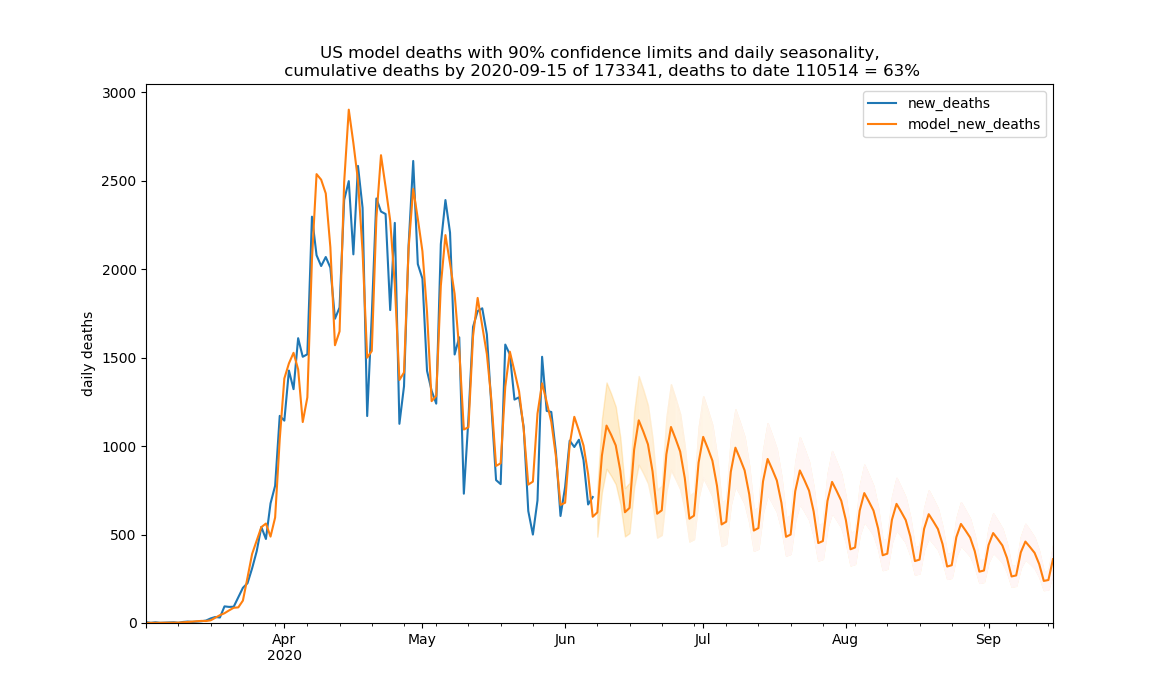 US model deaths with 90% confidence limits and daily seasonality,
cumulative deaths by 2020-09-15 of 173341, deaths to date 110514 = 63%
3000
new_deaths
model_new_deaths
2500
2000
1500
1000
500
0
daily deaths
Apr
2020
May
Jun
Jul
Aug
Sep